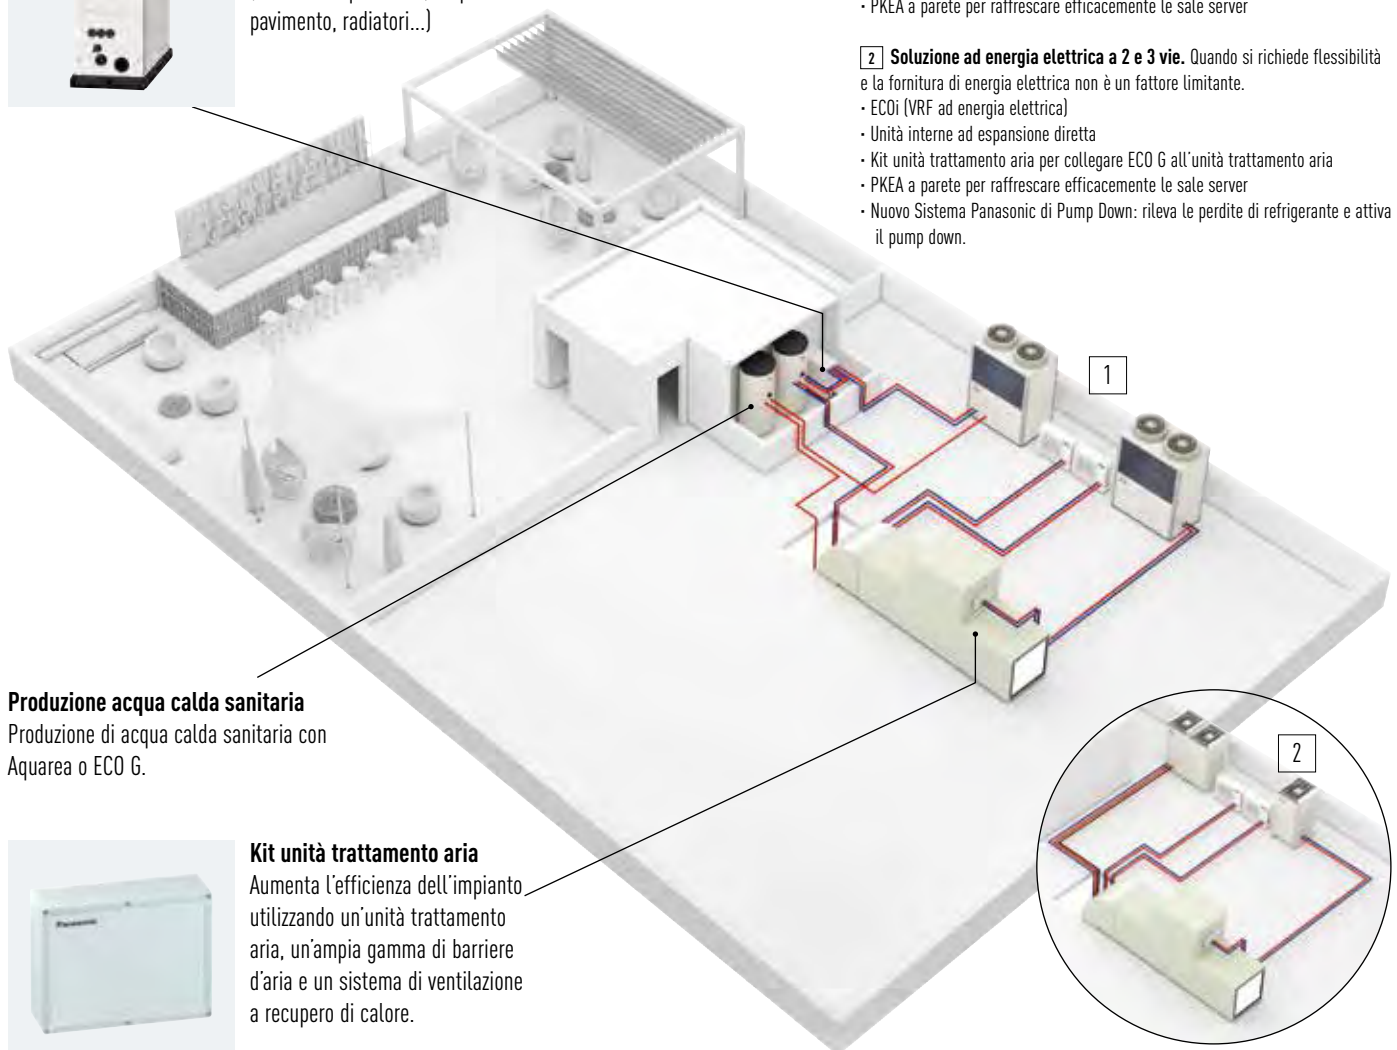 pavimento, radiatori...)
· PKEA a parete per raffrescare efficacemente le sale server
2 Soluzione ad energia elettrica a 2 e 3 vie. Quando si richiede flessibilità
e la fornitura di energia elettrica non è un fattore limitante.
· ECOi (VRF ad energia elettrica)
· Unità interne ad espansione diretta
· Kit unità trattamento aria per collegare ECO G all'unità trattamento aria
· PKEA a parete per raffrescare efficacemente le sale server
· Nuovo Sistema Panasonic di Pump Down: rileva le perdite di refrigerante e attiva
il pump down.
1
Produzione acqua calda sanitaria
Produzione di acqua calda sanitaria con
Aquarea o ECO G.
2
Kit unità trattamento aria
Aumenta l'efficienza dell'impianto
utilizzando un'unità trattamento
aria, un'ampia gamma di barriere
d'aria e un sistema di ventilazione
a recupero di calore.
Panasonic